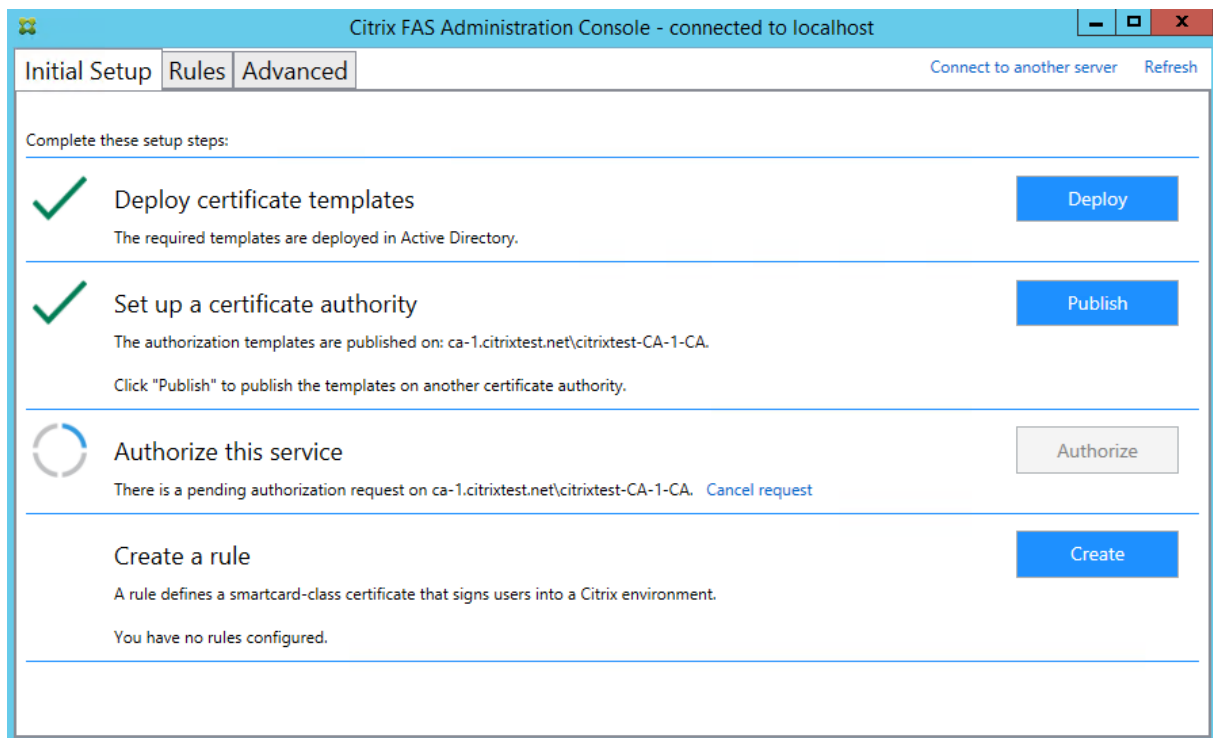 Citrix FAS Administration Console - connected to localhost
Initial Setup Rules Advanced Connect to another server Refresh
Complete these setup steps:
Deploy certificate templates
Deploy
The required templates are deployed in Active Directory.
Set up a certificate authority
Publish
The authorization templates are published on: ca-1.citrixtest.net\citrixtest-CA-1-CA.
Click "Publish" to publish the templates on another certificate authority.
Authorize this service
Authorize
There is a pending authorization request on ca-1.citrixtest.net\citrixtest-CA-1-CA. Cancel request
Create a rule
Create
A rule defines a smartcard-class certificate that signs users into a Citrix environment.
You have no rules configured.